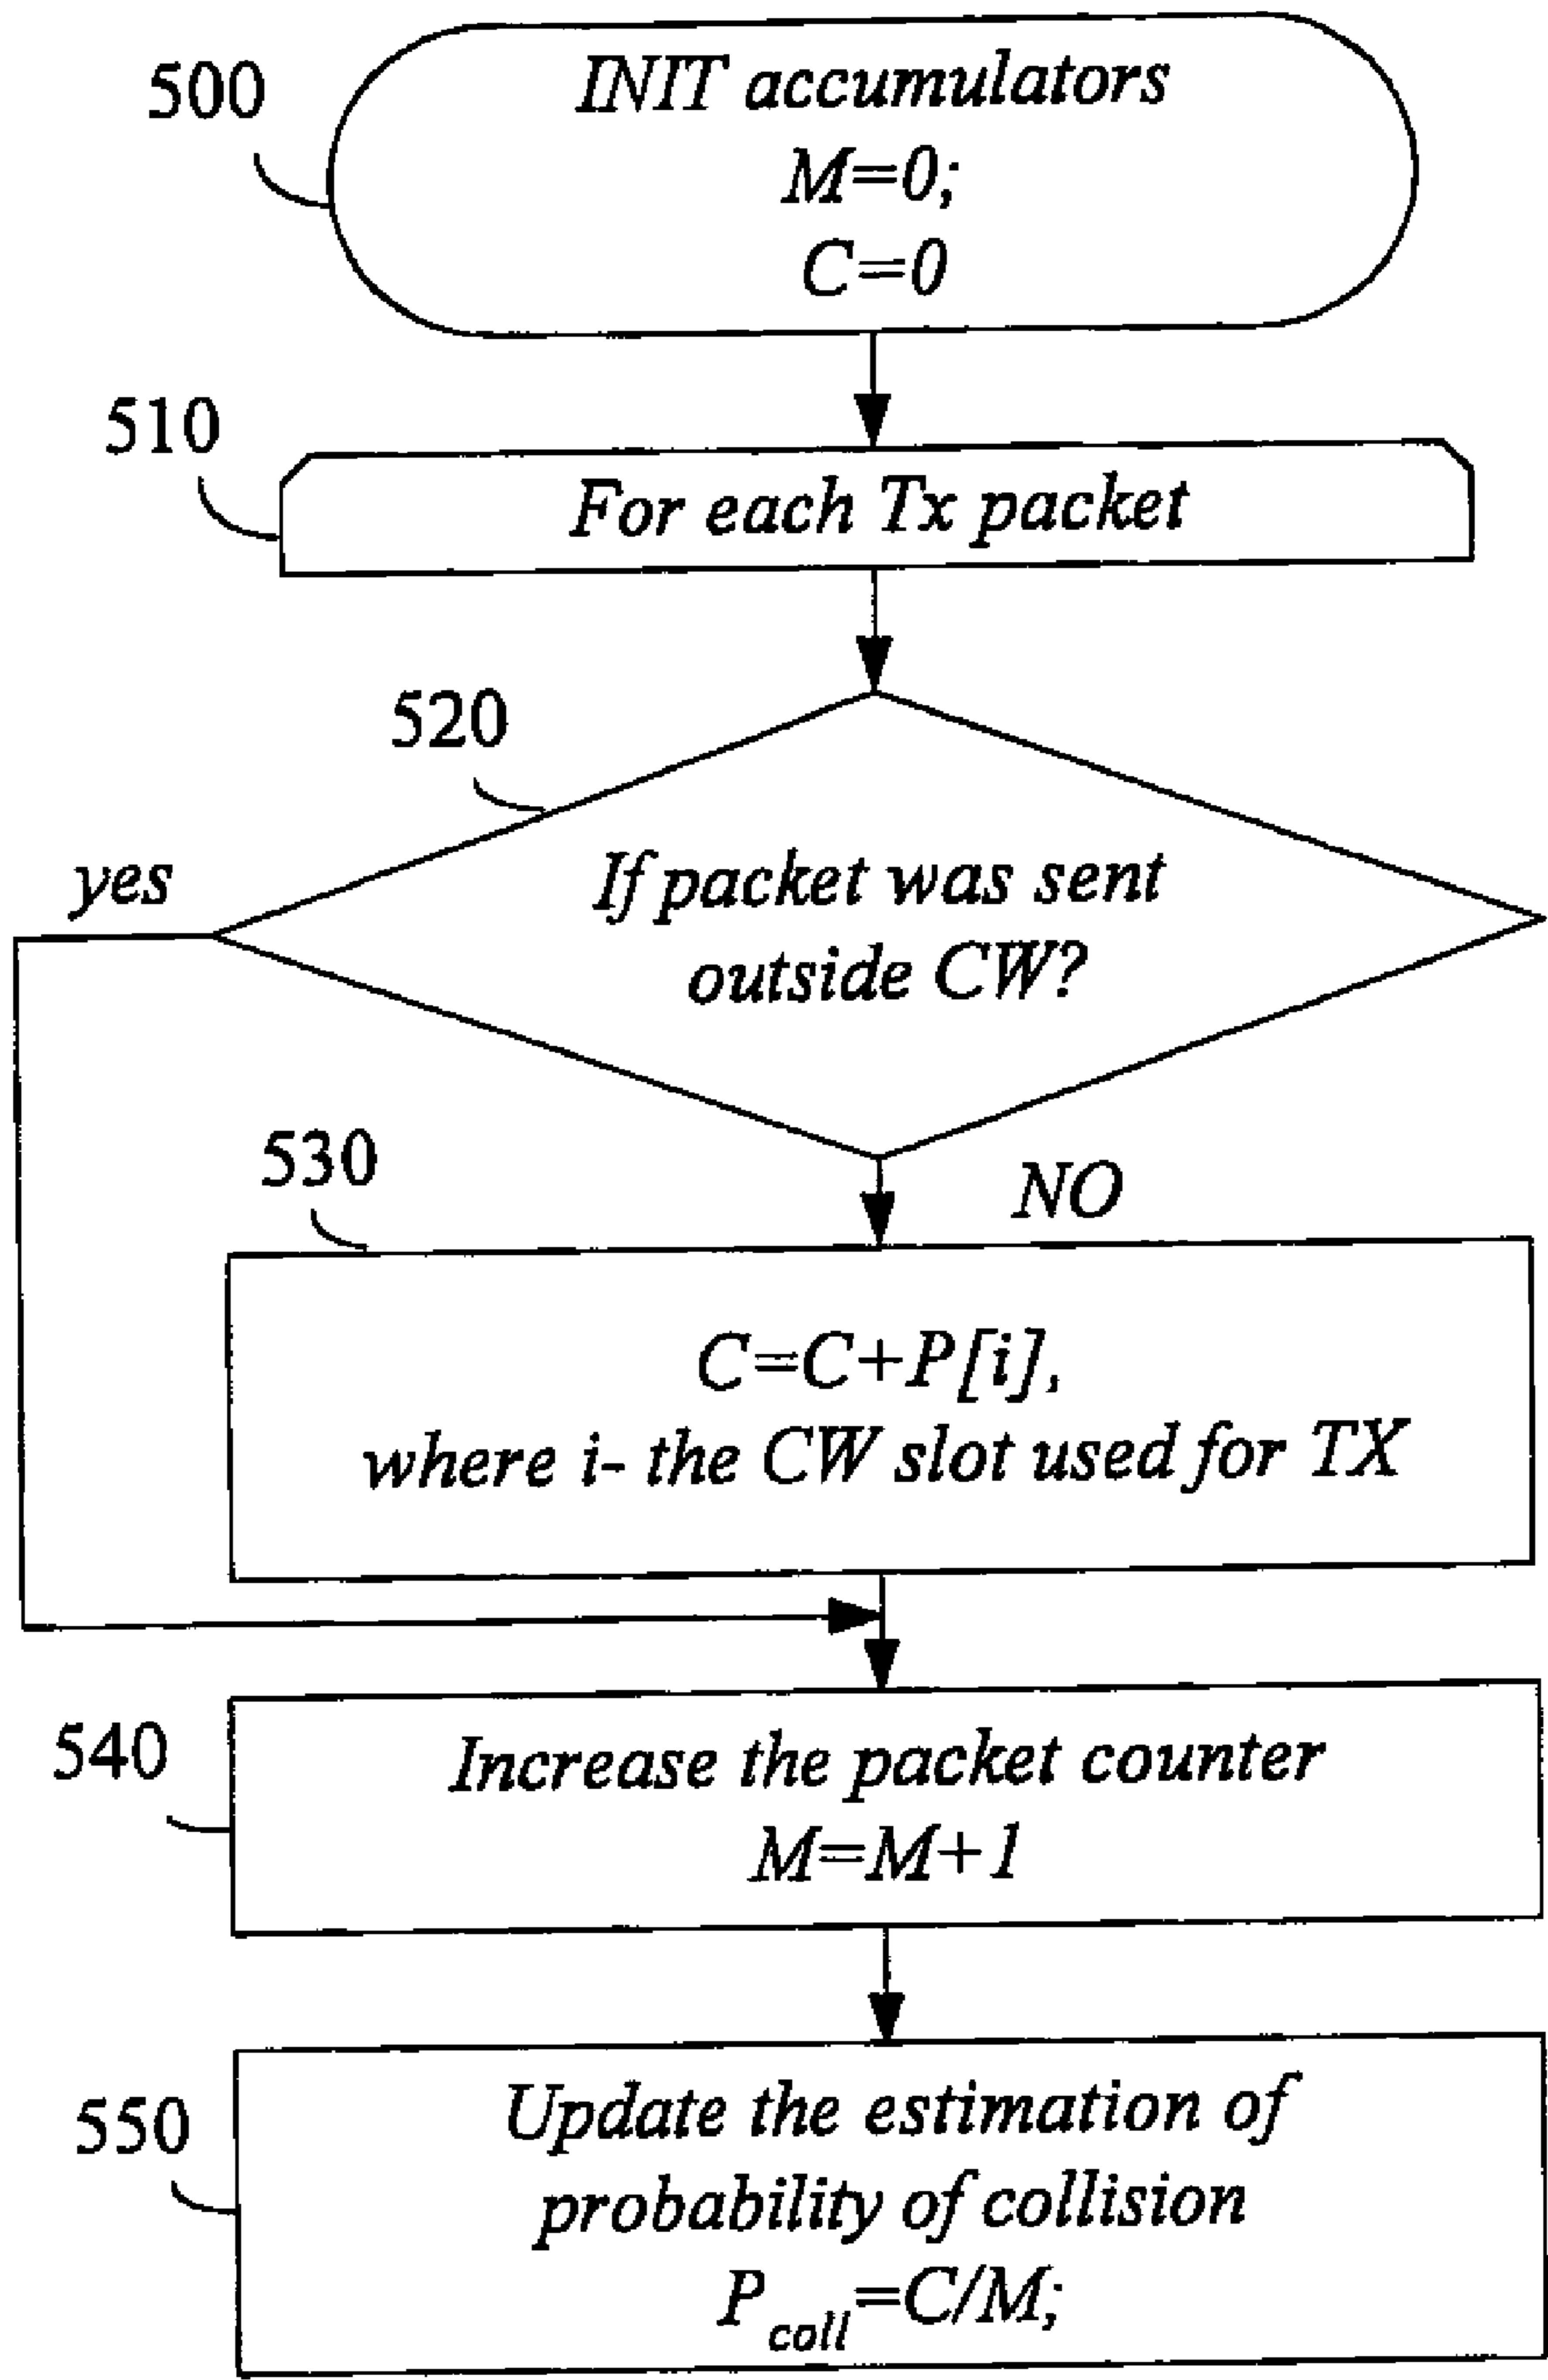 500
INIT accumulators
M=0;
C=0
510
For each Tx packet
520
yes
If packet was sent
outside CW?
530
NO
C=C+P[i],
where i- the CW slot used for TX
540
Increase the packet counter
M=M+1
550
Update the estimation of
probability of collision
P_coll=C/M;